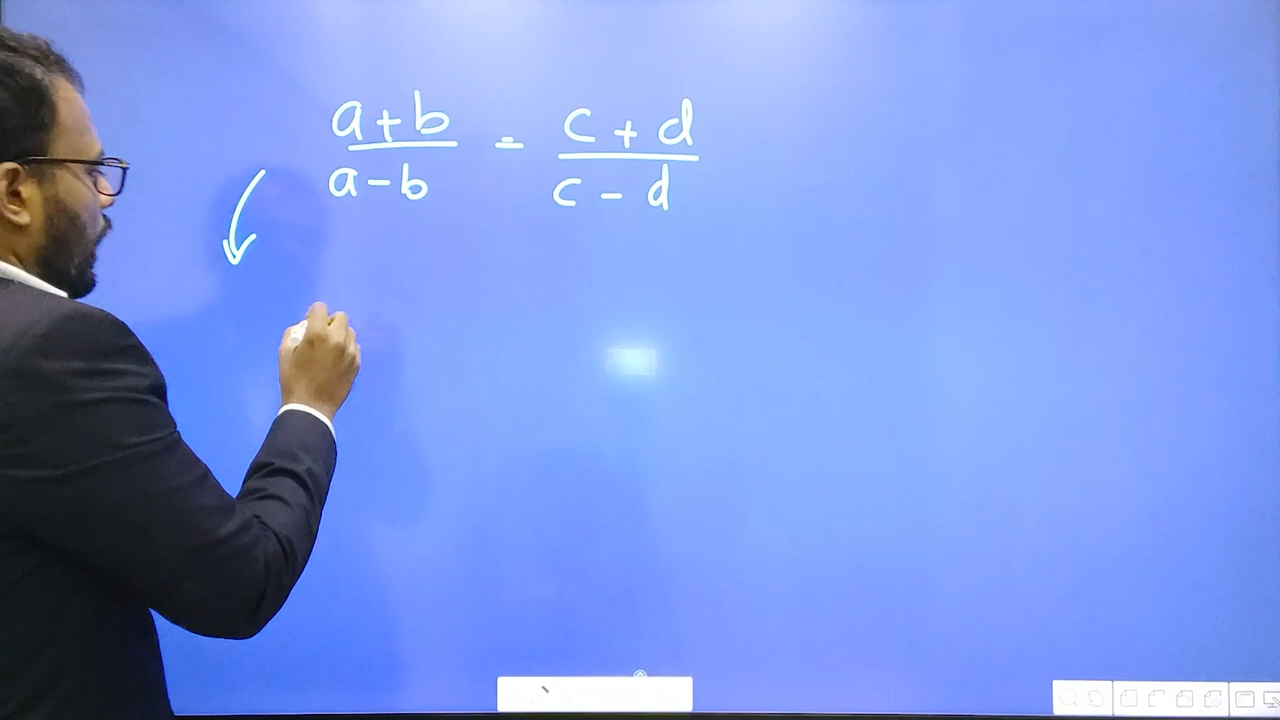 a+b = c+d
a-b   c-d